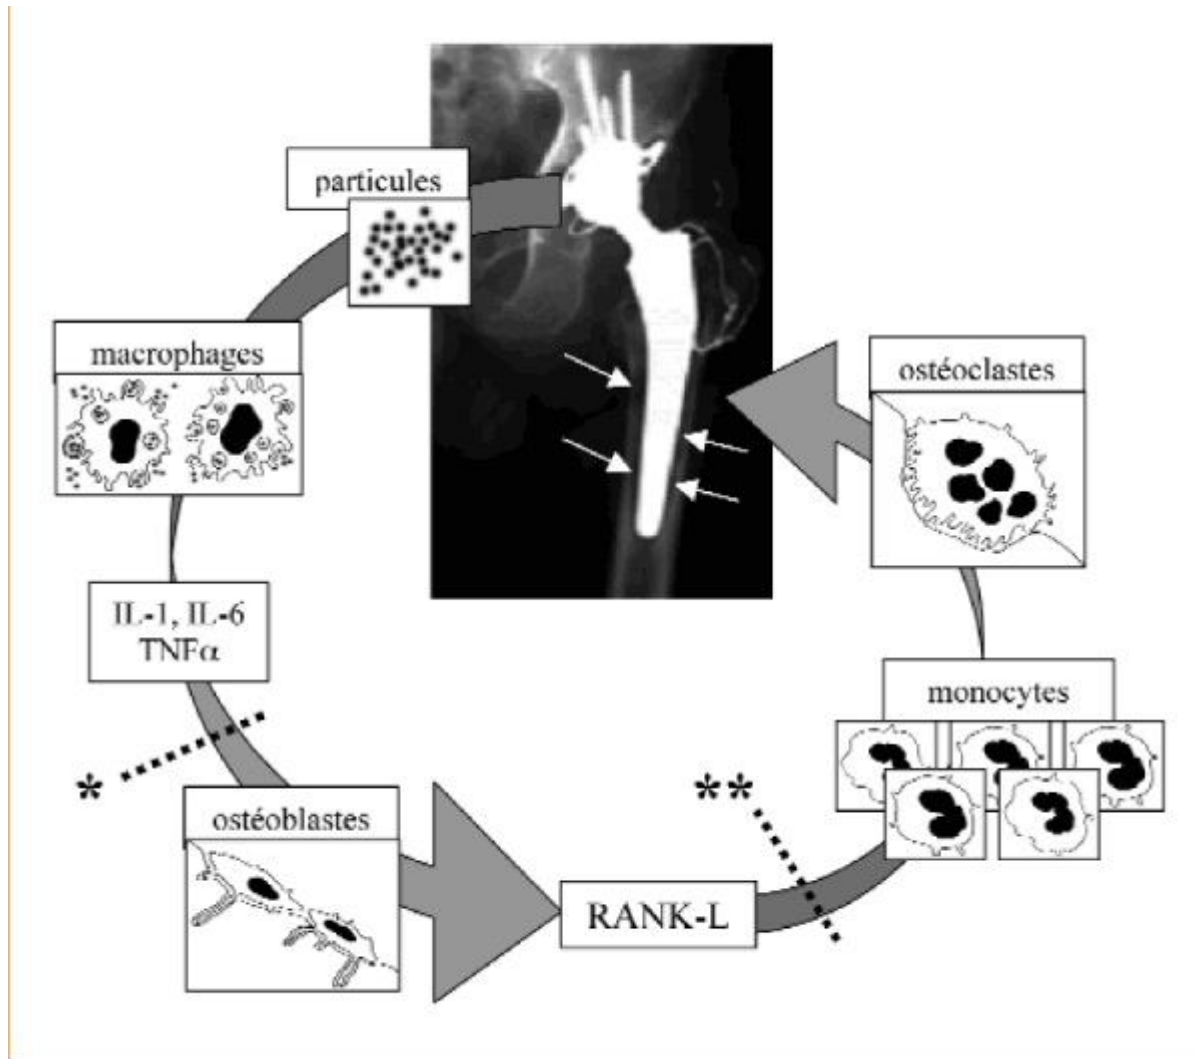 particules
macrophages
IL-1, IL-6
TNFα
*
ostéoblastes
RANK-L
**
monocytes
ostéoclastes